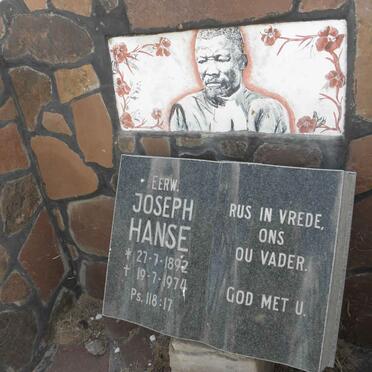 EERW.
JOSEPH
HANSE
* 27-7-1892
† 19-7-1974
Ps. 118:17
RUS IN VREDE,
ONS
OU VADER.
GOD MET U.